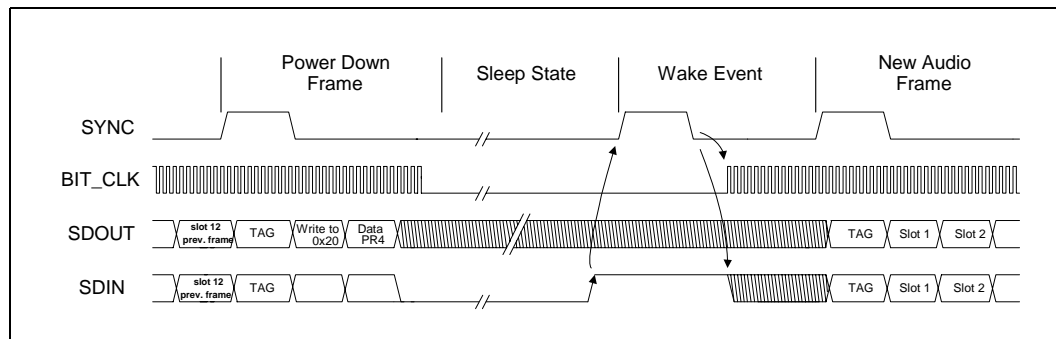 Power Down
Frame
Sleep State
Wake Event
New Audio
Frame
SYNC
BIT_CLK
SDOUT
slot 12
prev. frame
TAG
Write to
0x20
Data
PR4
TAG
Slot 1
Slot 2
SDIN
slot 12
prev. frame
TAG
TAG
Slot 1
Slot 2